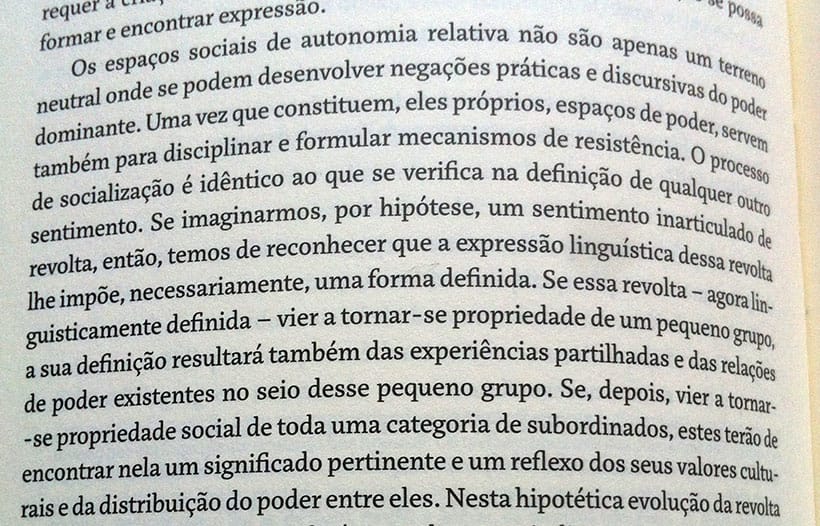 requer a
se possa
formar e encontrar expressão.
Os espaços sociais de autonomia relativa não são apenas um terreno
neutral onde se podem desenvolver negações práticas e discursivas do poder
dominante. Uma vez que constituem, eles próprios, espaços de poder, servem
também para disciplinar e formular mecanismos de resistência. O processo
de socialização é idêntico ao que se verifica na definição de qualquer outro
sentimento. Se imaginarmos, por hipótese, um sentimento inarticulado de
revolta, então, temos de reconhecer que a expressão linguística dessa revolta
lhe impõe, necessariamente, uma forma definida. Se essa revolta – agora lin-
guisticamente definida – vier a tornar-se propriedade de um pequeno grupo,
a sua definição resultará também das experiências partilhadas e das relações
de poder existentes no seio desse pequeno grupo. Se, depois, vier a tornar-
-se propriedade social de toda uma categoria de subordinados, estes terão de
encontrar nela um significado pertinente e um reflexo dos seus valores cultu-
rais e da distribuição do poder entre eles. Nesta hipotética evolução da revolta